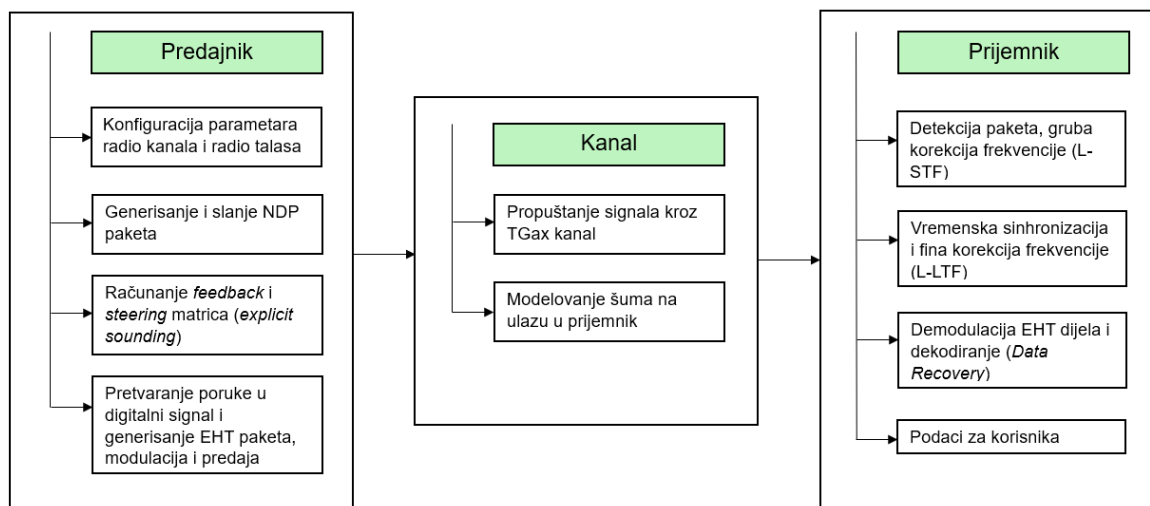 Predajnik
Konfiguracija parametara
radio kanala i radio talasa
Generisanje i slanje NDP
paketa
Računanje feedback i
steering matrica (explicit
sounding)
Pretvaranje poruke u
digitalni signal i
generisanje EHT paketa,
modulacija i predaja
Kanal
Propuštanje signala kroz
TGax kanal
Modelovanje šuma na
ulazu u prijemnik
Prijemnik
Detekcija paketa, gruba
korekcija frekvencije (L-
STF)
Vremenska sinhronizacija
i fina korekcija frekvencije
(L-LTF)
Demodulacija EHT dijela i
dekodiranje (Data
Recovery)
Podaci za korisnika